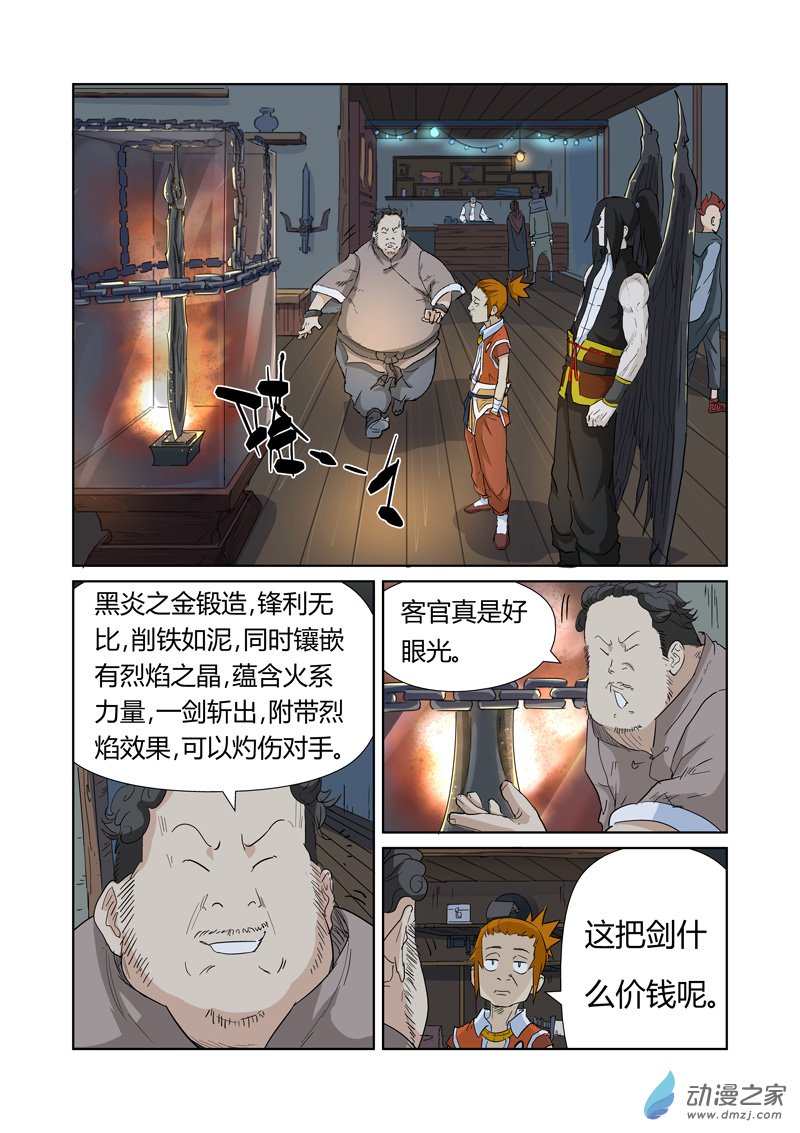 嗒
客官真是好
眼光。
黑炎之金锻造，锋利无
比，削铁如泥，同时镶嵌
有烈焰之晶，蕴含火系
力量，一剑斩出，附带烈
焰效果，可以灼伤对手。
这把剑什
么价钱呢。
动漫之家
www.dmzj.com